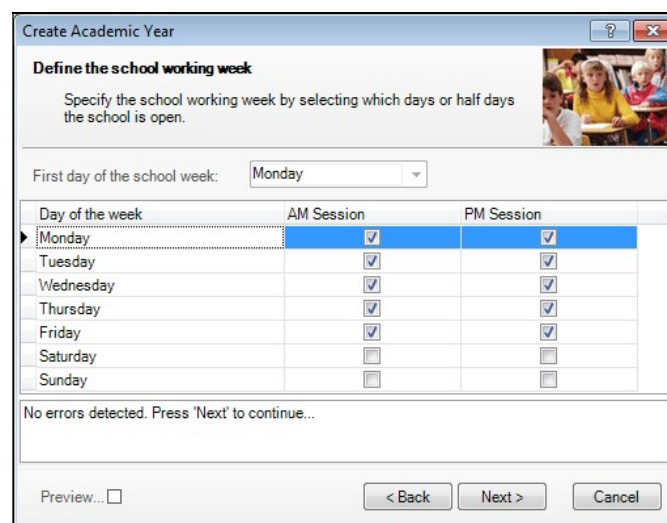 Create Academic Year
?
Define the school working week
Specify the school working week by selecting which days or half days
the school is open.
First day of the school week: Monday
Day of the week AM Session PM Session
Monday
Tuesday
Wednesday
Thursday
Friday
Saturday
Sunday
No errors detected. Press 'Next' to continue...
Preview... < Back Next > Cancel